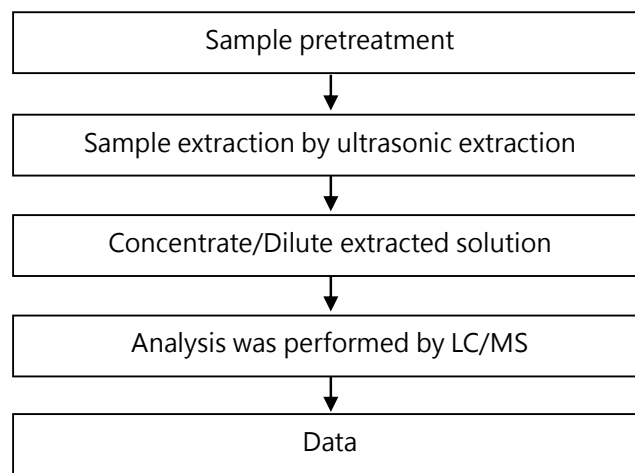 Sample pretreatment
Sample extraction by ultrasonic extraction
Concentrate/Dilute extracted solution
Analysis was performed by LC/MS
Data